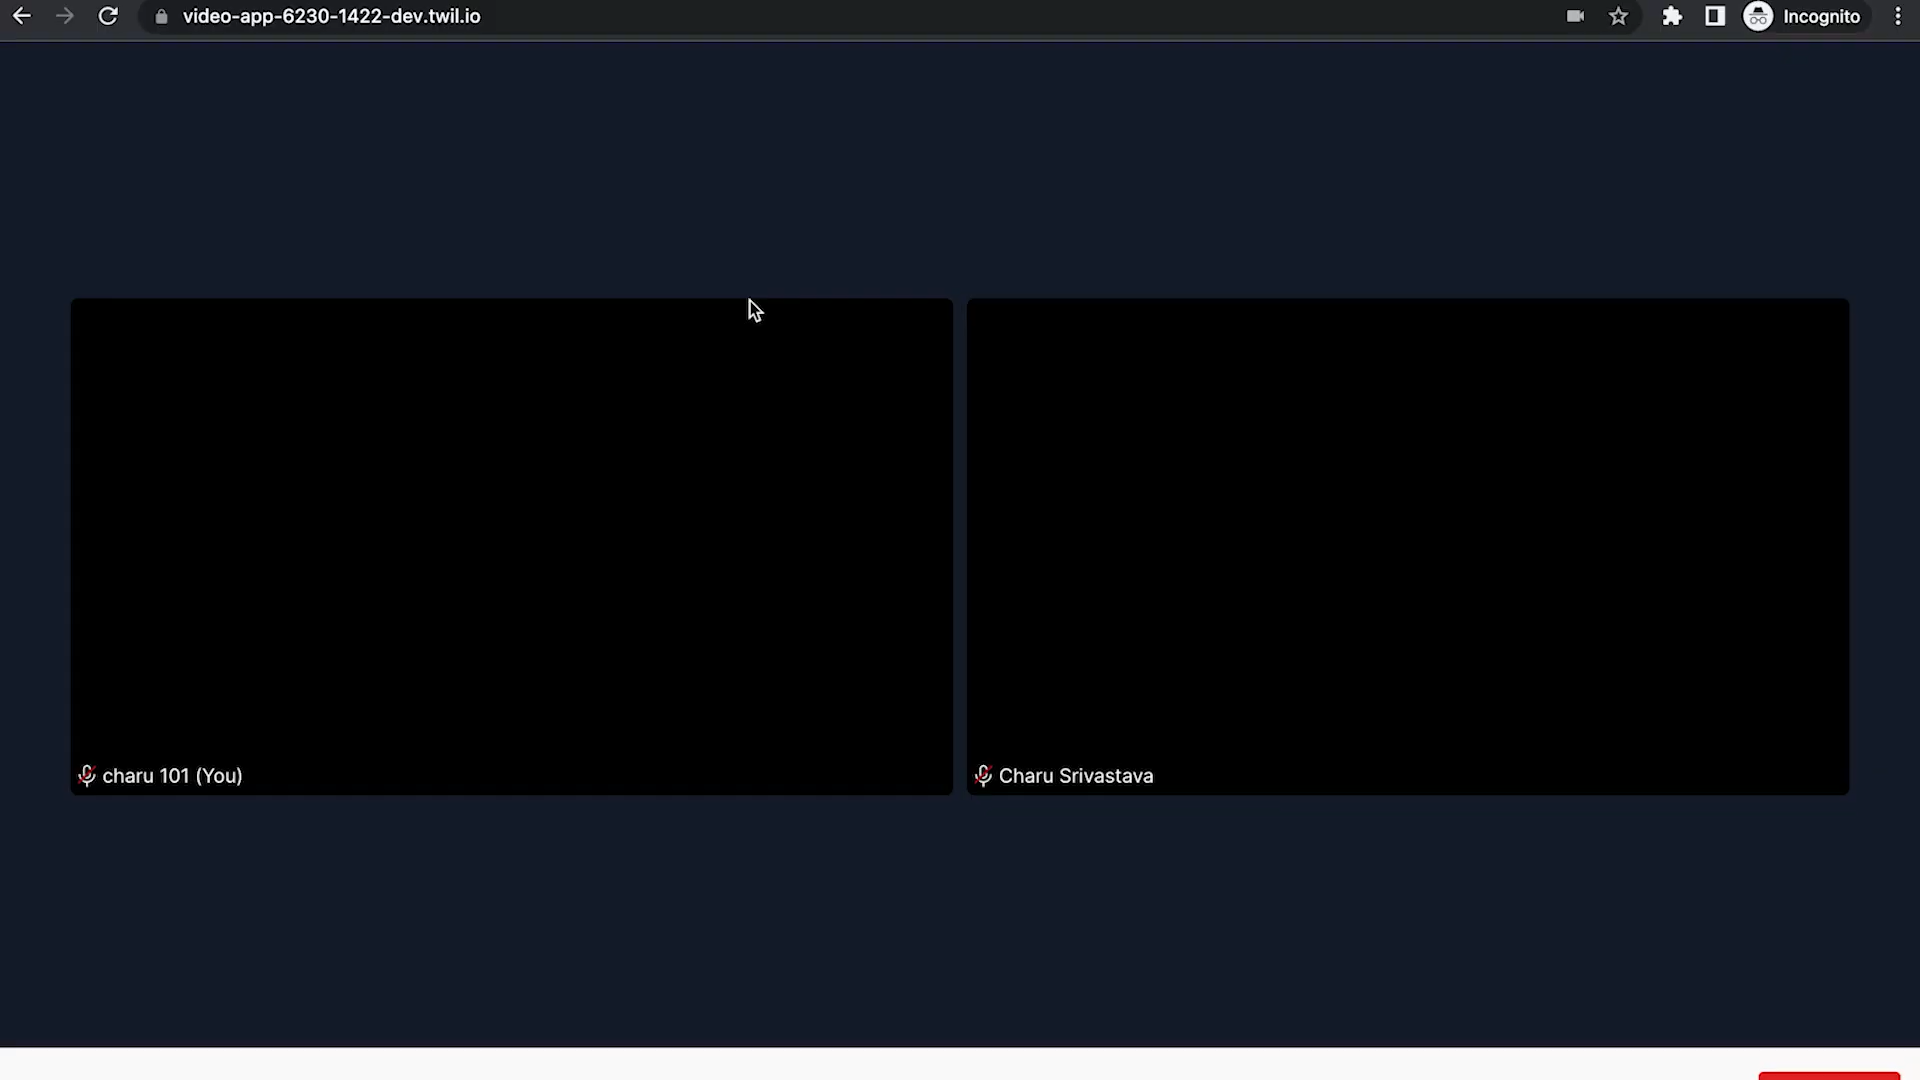 video-app-6230-1422-dev.twil.io
Incognito
charu 101 (You)
Charu Srivastava